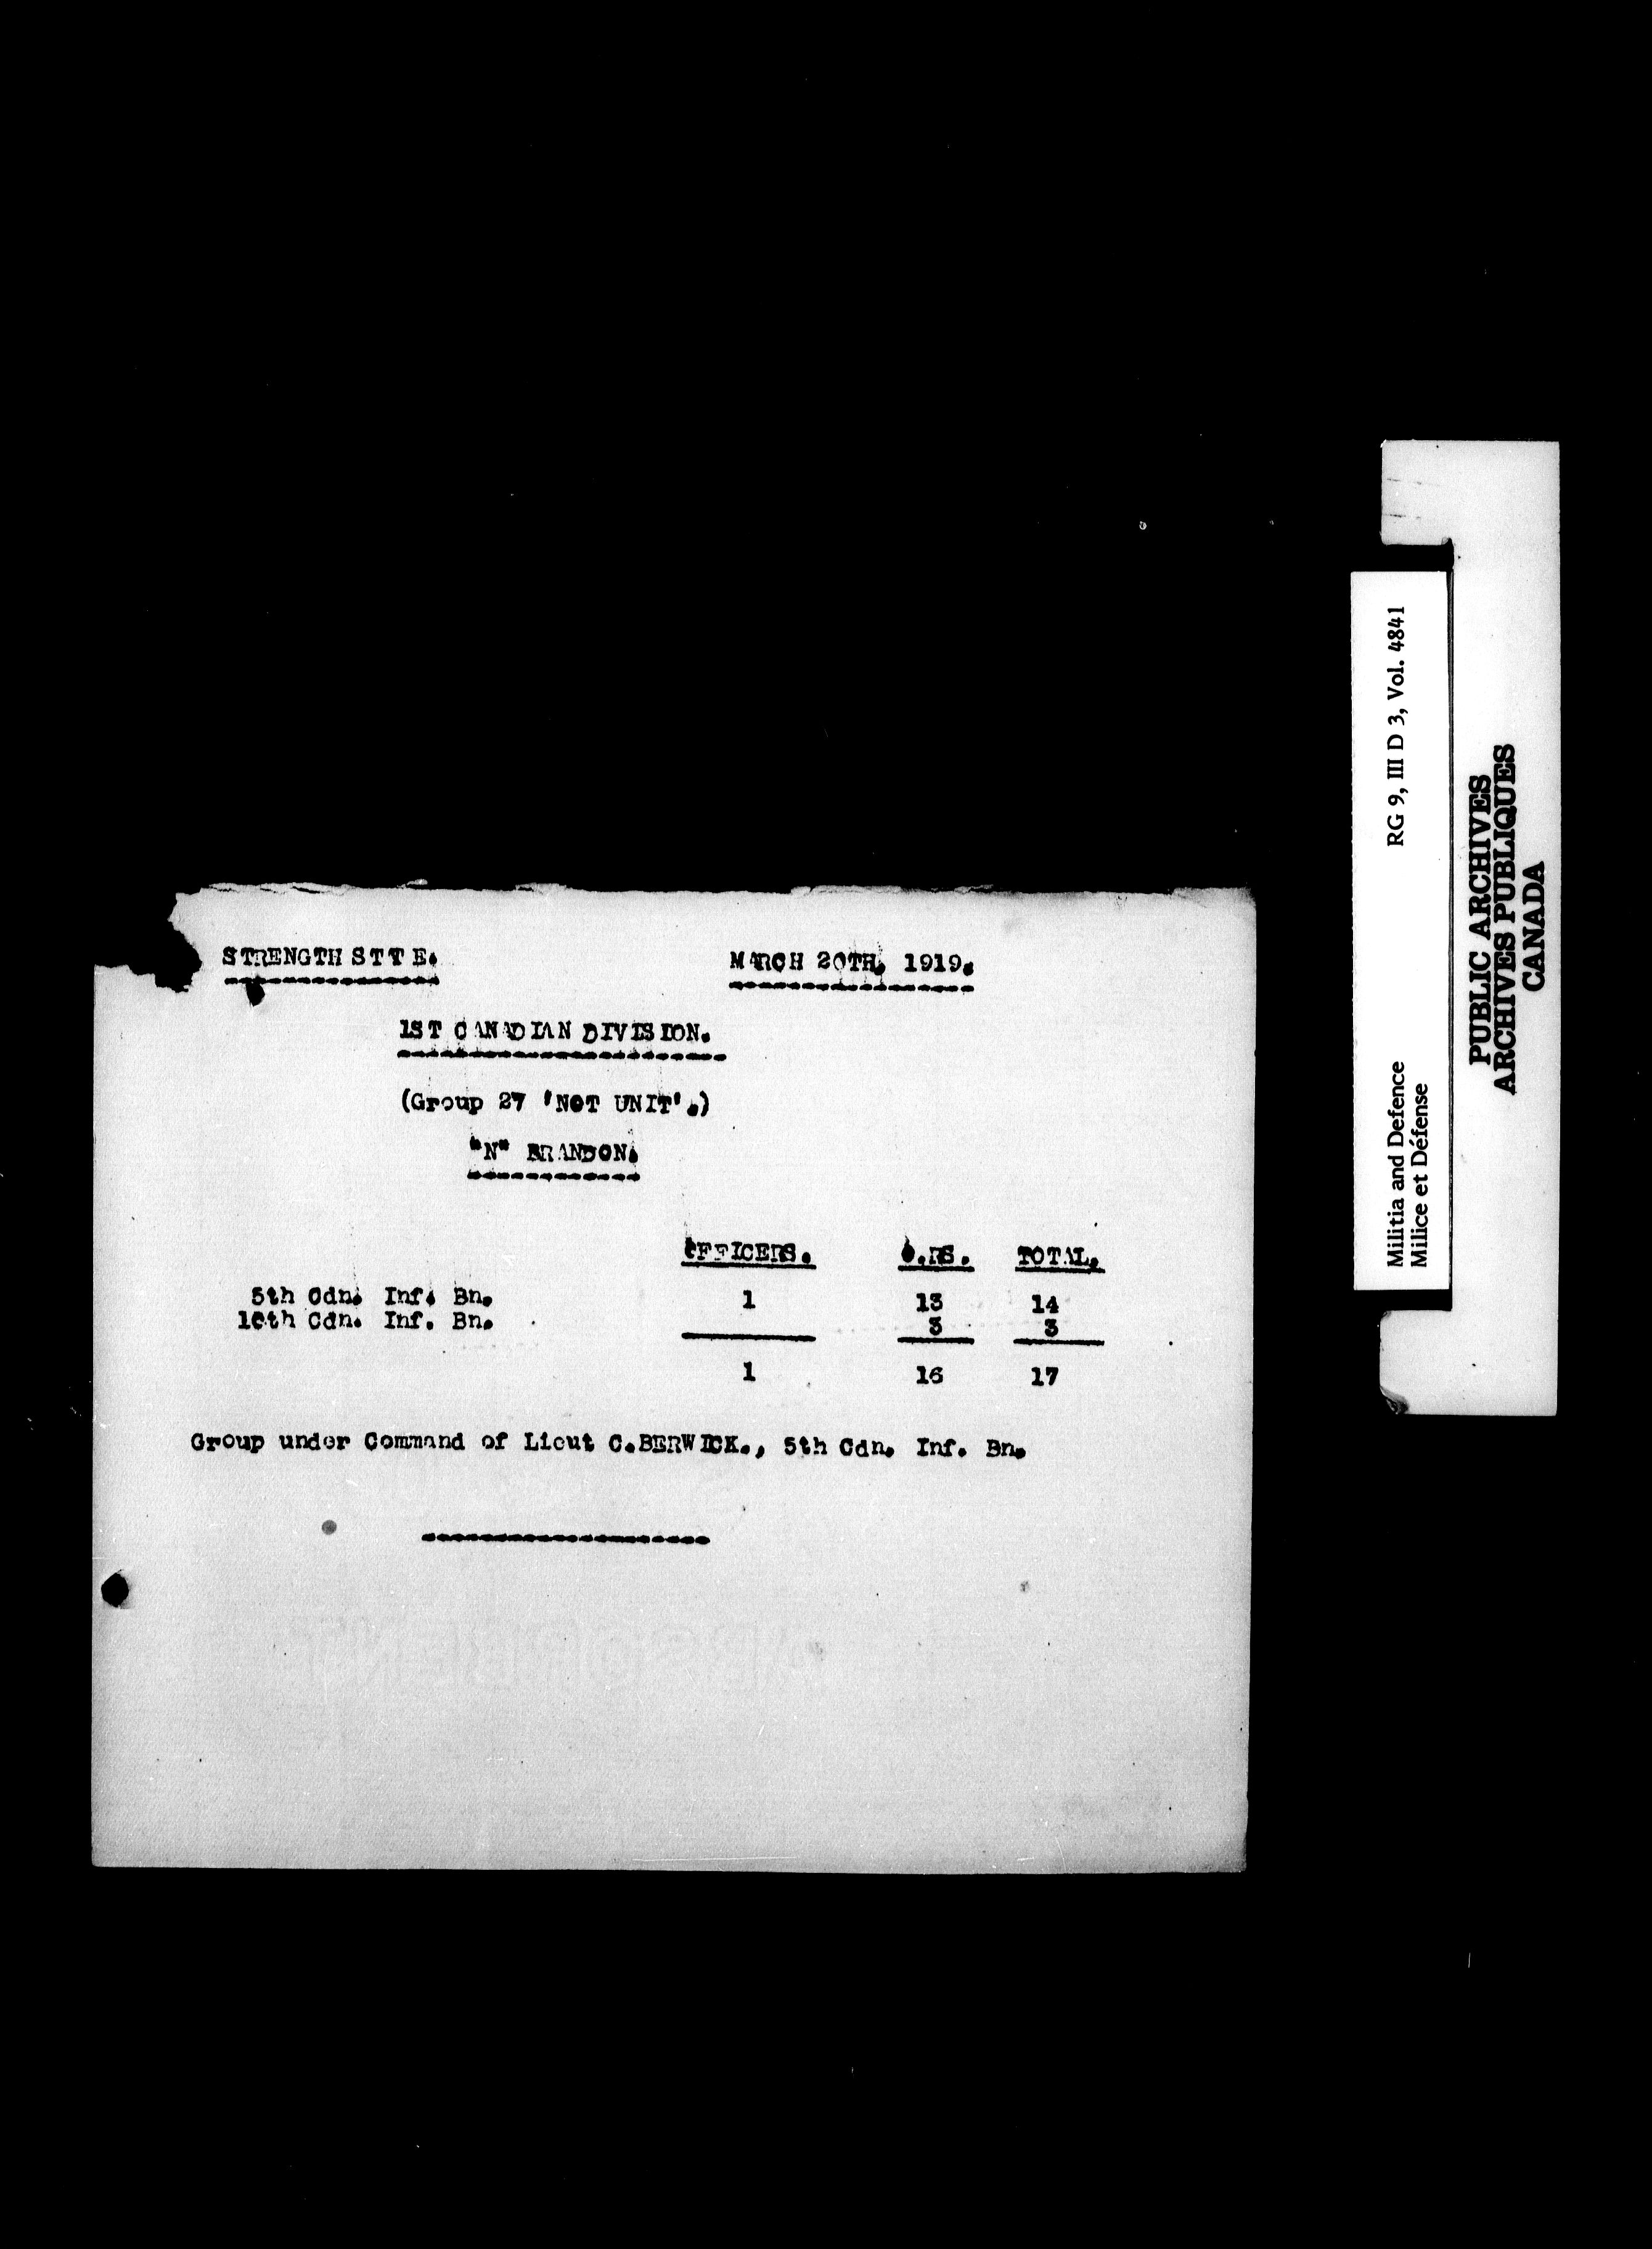 STRENGTH STT E. MARCH 20TH, 1919.
1ST CANADIAN DIVISION.
(Group 27 'NOT UNIT'.)
"N" BRANDON.
OFFICERS. O.RS. TOTAL.
5th Cdn. Inf. Bn. 1 13 14
10th Cdn. Inf. Bn. 3 3
1 16 17
Group under Command of Lieut C.BERWICK., 5th Cdn. Inf. Bn.
Militia and Defence RG 9, III D 3, Vol. 4841
Milice et Défense
PUBLIC ARCHIVES
ARCHIVES PUBLIQUES
CANADA